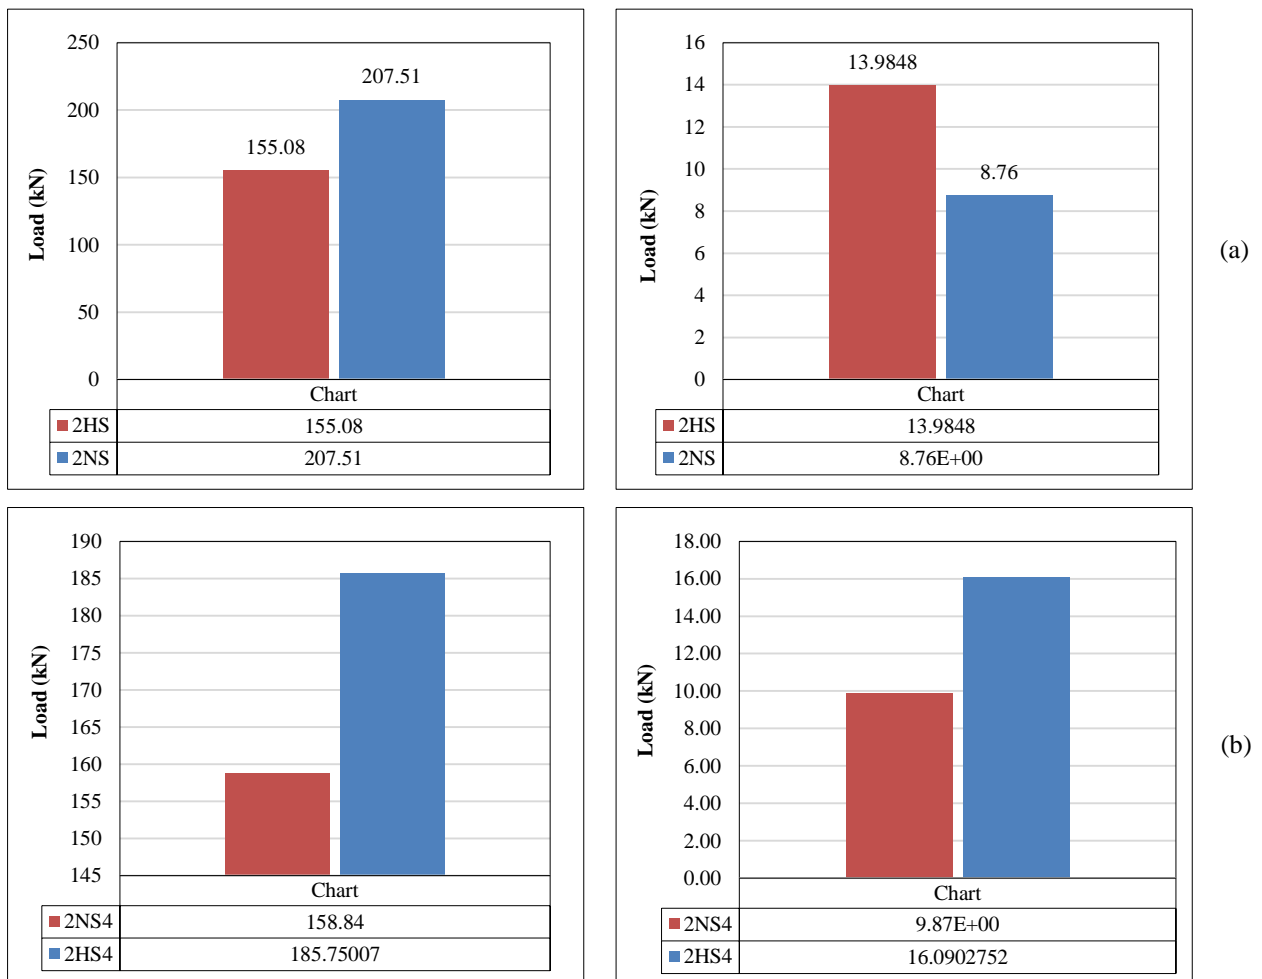 250
200
150
100
50
0
Load (kN)
155.08
207.51
Chart
2HS 155.08
2NS 207.51
16
14
12
10
8
6
4
2
0
Load (kN)
13.9848
8.76
Chart
2HS 13.9848
2NS 8.76E+00
(a)
190
185
180
175
170
165
160
155
150
145
Load (kN)
Chart
2NS4 158.84
2HS4 185.75007
18.00
16.00
14.00
12.00
10.00
8.00
6.00
4.00
2.00
0.00
Load (kN)
Chart
2NS4 9.87E+00
2HS4 16.0902752
(b)